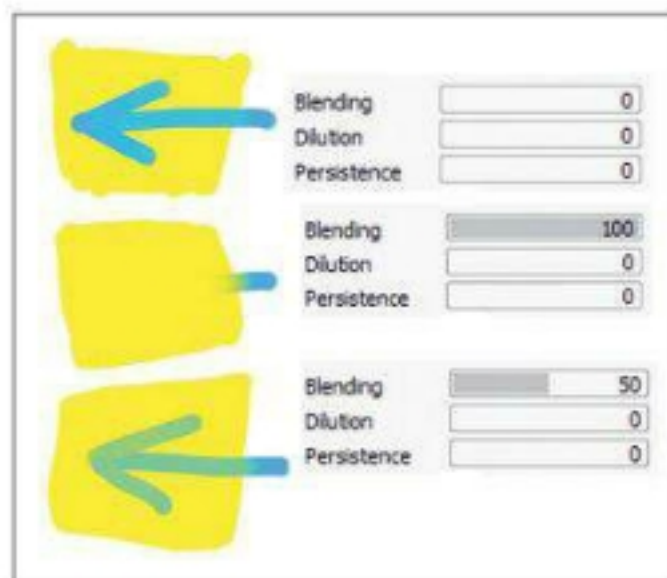 Blending 0
Dilution 0
Persistence 0
Blending 100
Dilution 0
Persistence 0
Blending 50
Dilution 0
Persistence 0